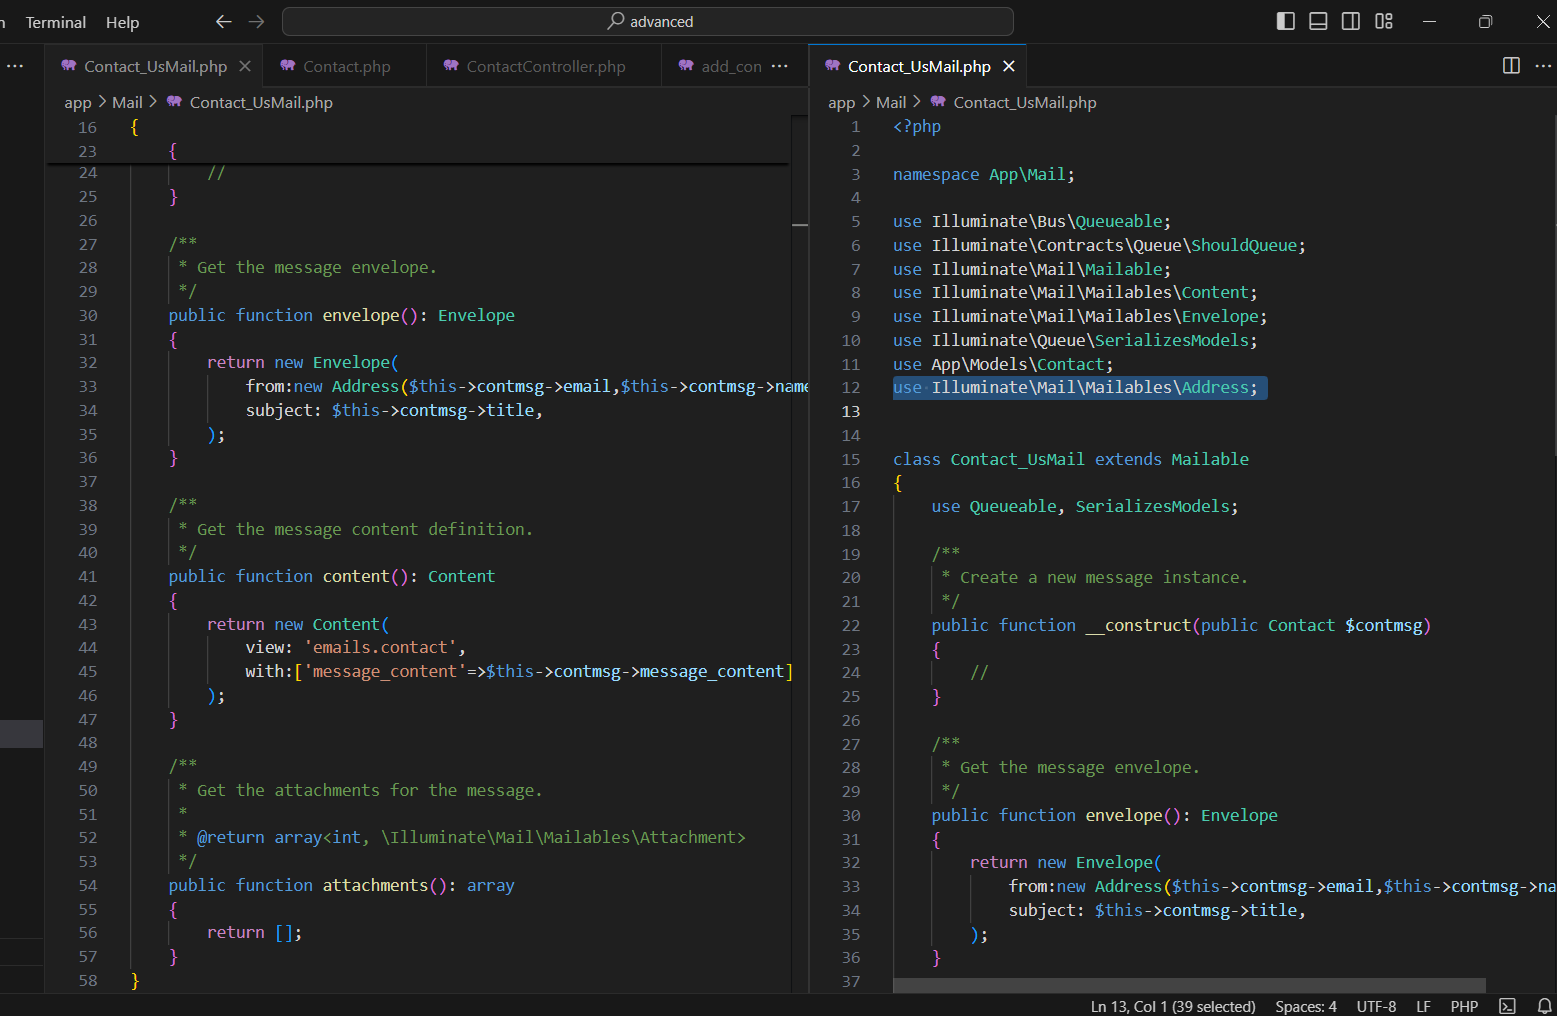 Terminal Help advanced
Contact_UsMail.php Contact.php ContactController.php add_con ··· Contact_UsMail.php
app > Mail > Contact_UsMail.php
16 {
23     {
24         //
25     }
26
27     /**
28      * Get the message envelope.
29      */
30     public function envelope(): Envelope
31     {
32         return new Envelope(
33             from:new Address($this->contmsg->email,$this->contmsg->name
34             subject: $this->contmsg->title,
35         );
36     }
37
38     /**
39      * Get the message content definition.
40      */
41     public function content(): Content
42     {
43         return new Content(
44             view: 'emails.contact',
45             with:['message_content'=>$this->contmsg->message_content]
46         );
47     }
48
49     /**
50      * Get the attachments for the message.
51      *
52      * @return array<int, \Illuminate\Mail\Mailables\Attachment>
53      */
54     public function attachments(): array
55     {
56         return [];
57     }
58 }
app > Mail > Contact_UsMail.php
1 <?php
2
3 namespace App\Mail;
4
5 use Illuminate\Bus\Queueable;
6 use Illuminate\Contracts\Queue\ShouldQueue;
7 use Illuminate\Mail\Mailable;
8 use Illuminate\Mail\Mailables\Content;
9 use Illuminate\Mail\Mailables\Envelope;
10 use Illuminate\Queue\SerializesModels;
11 use App\Models\Contact;
12 use Illuminate\Mail\Mailables\Address;
13
14
15 class Contact_UsMail extends Mailable
16 {
17     use Queueable, SerializesModels;
18
19     /**
20      * Create a new message instance.
21      */
22     public function __construct(public Contact $contmsg)
23     {
24         //
25     }
26
27     /**
28      * Get the message envelope.
29      */
30     public function envelope(): Envelope
31     {
32         return new Envelope(
33             from:new Address($this->contmsg->email,$this->contmsg->na
34             subject: $this->contmsg->title,
35         );
36     }
37
Ln 13, Col 1 (39 selected) Spaces: 4 UTF-8 LF PHP